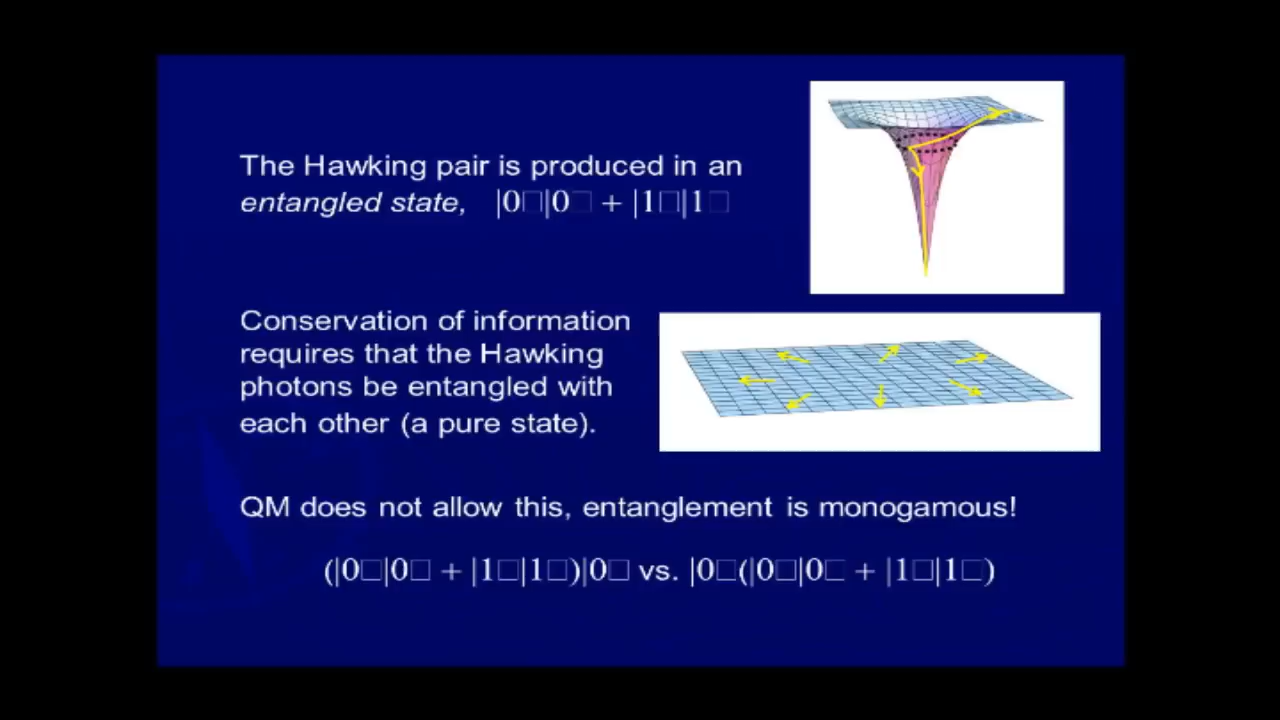 The Hawking pair is produced in an
entangled state, |0□|0□ + |1□|1□
Conservation of information
requires that the Hawking
photons be entangled with
each other (a pure state).
QM does not allow this, entanglement is monogamous!
(|0□|0□ + |1□|1□)|0□ vs. |0□(|0□|0□ + |1□|1□)